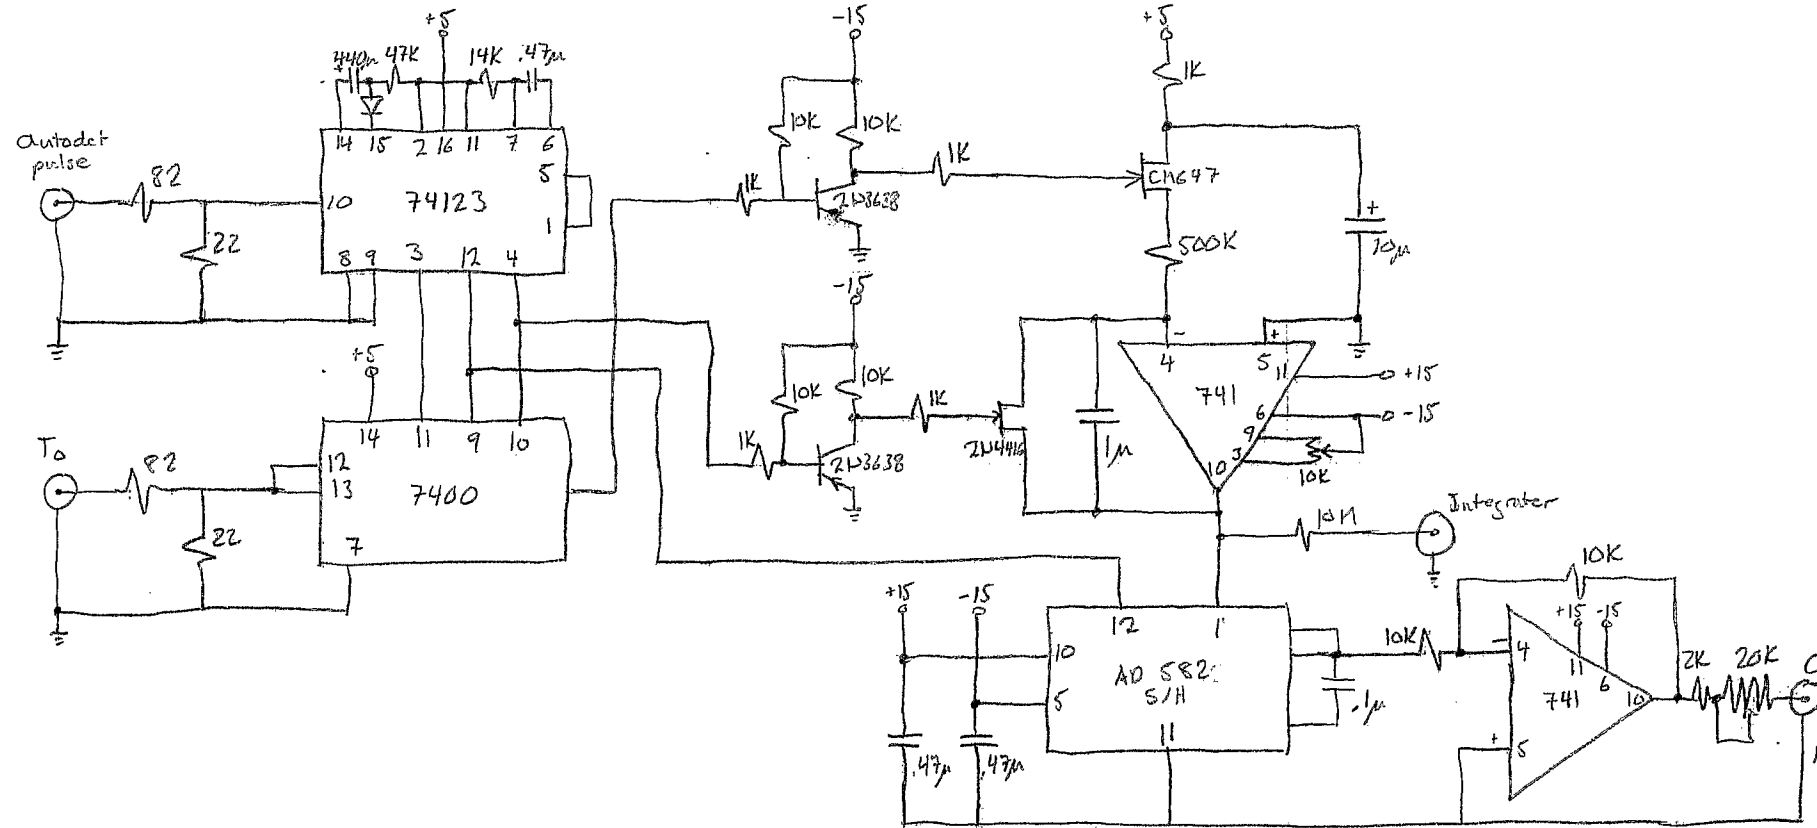 +5
-15
+5
47K
14K
.47µ
1K
Autodet
pulse
82
14 15 2 16 11 7 6
10K
10K
5
10
74123
1
1K
1K
CM647
2N3638
22
8 9 3 12 4
500K
10µ
-15
+5
-
+
4
5
11
+15
10K
10K
1K
741
6
-15
9
3
10K
14 11 9 10
T₀
82
12
13
7400
1K
2N3638
2N4416
1µ
10
22
7
Integrater
10K
+15
-15
12
1
10K
+15 -15
10
AD 582
S/H
10K
-
4
11
6
2K
20K
5
.1µ
741
10
11
+
5
.47µ
.47µ